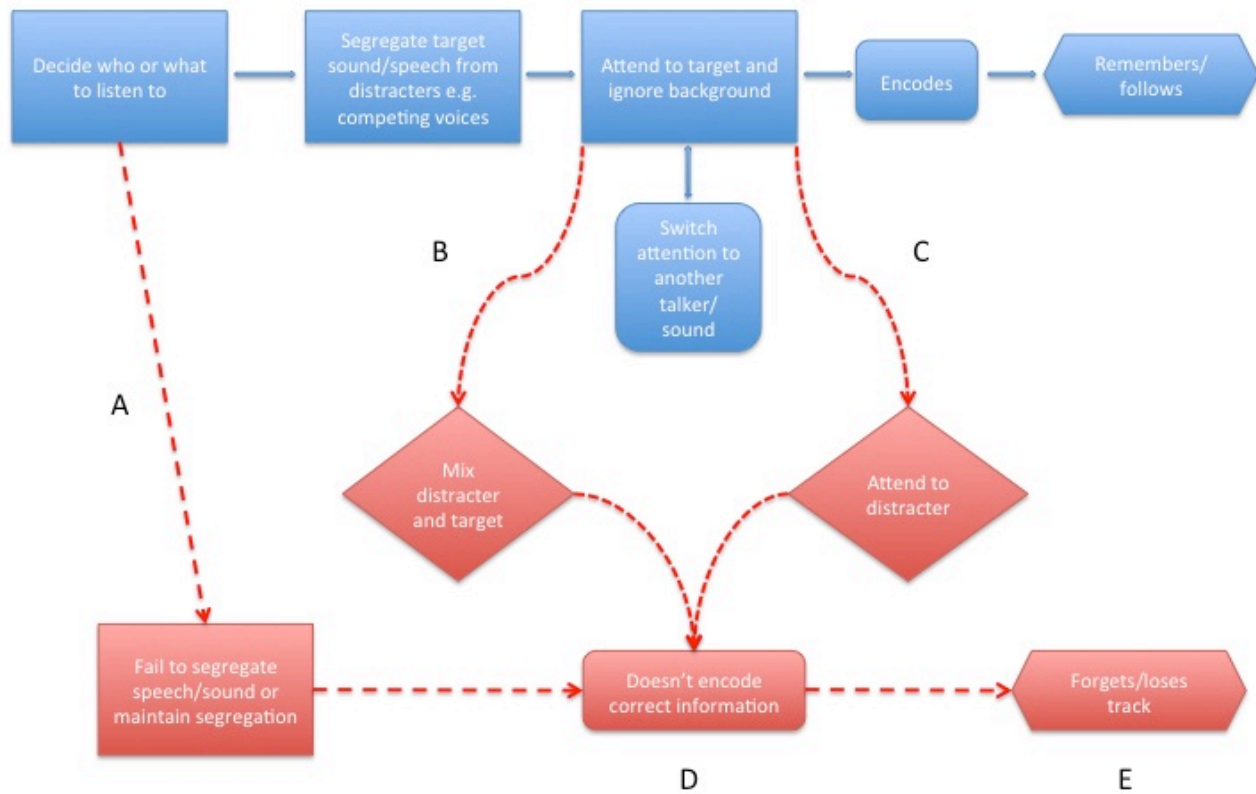 Decide who or what
to listen to
Segregate target
sound/speech from
distracters e.g.
competing voices
Attend to target and
ignore background
Encodes
Remembers/
follows
Switch
attention to
another
talker/
sound
B
C
A
Mix
distracter
and target
Attend to
distracter
Fail to segregate
speech/sound or
maintain segregation
Doesn't encode
correct information
Forgets/loses
track
D
E